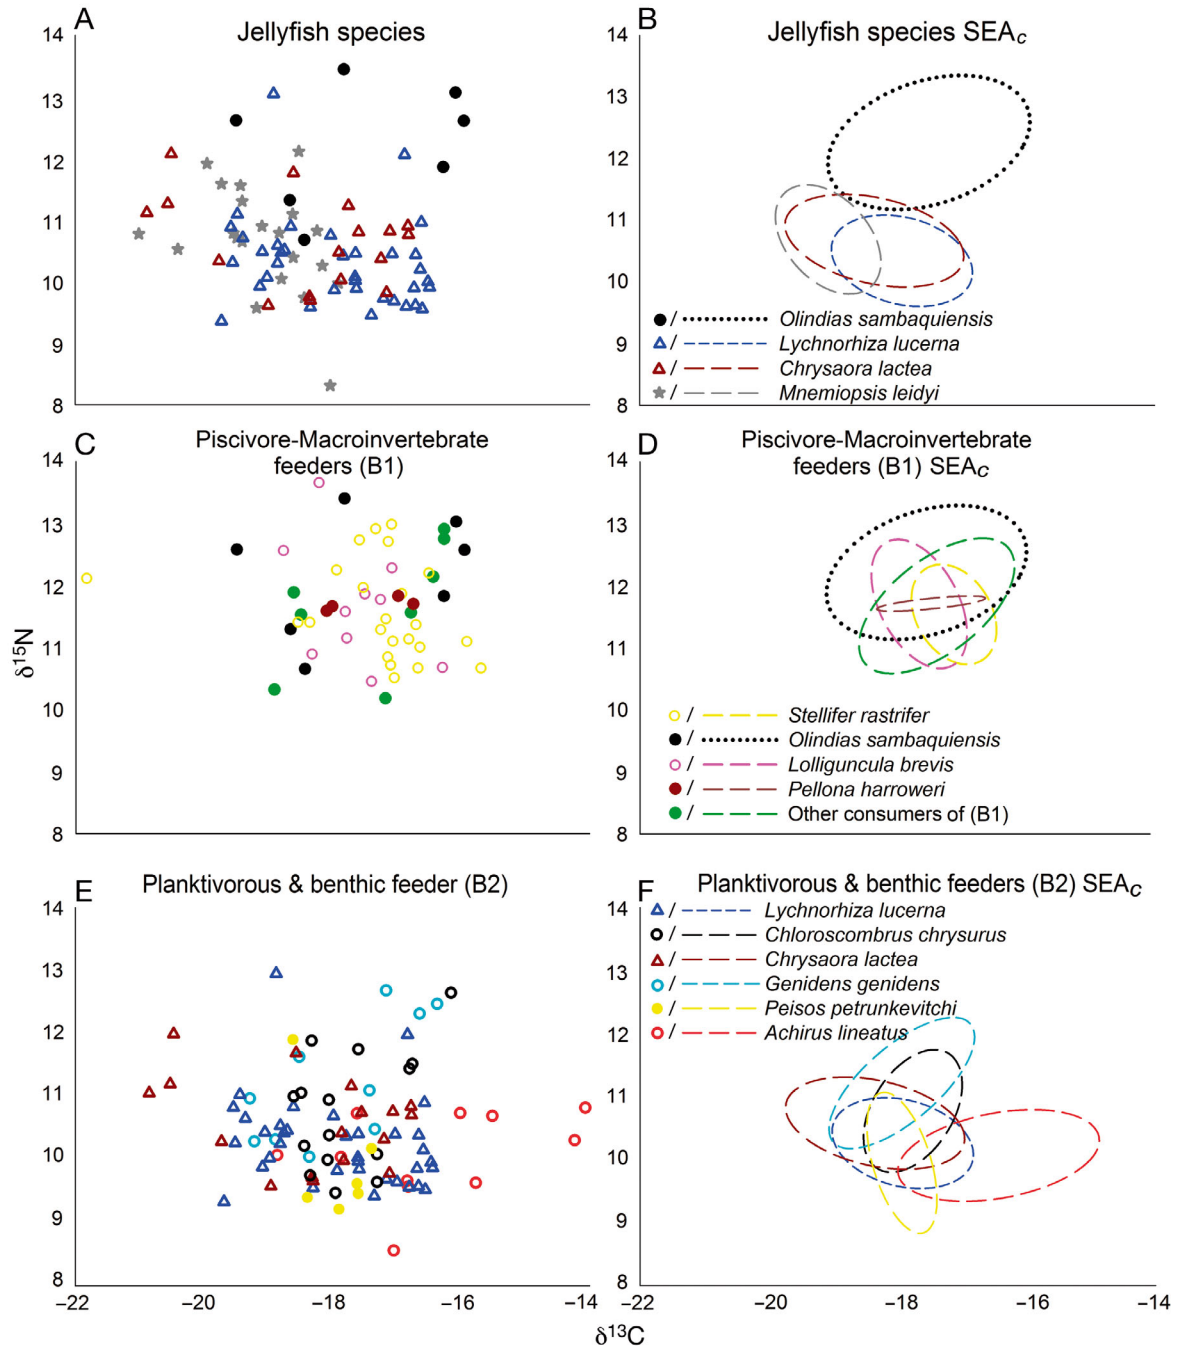 A
Jellyfish species
14
13
12
11
10
9
8
B
Jellyfish species SEAc
14
13
12
11
10
9
8
/ Olindias sambaquiensis
/ Lychnorhiza lucerna
/ Chrysaora lactea
/ Mnemiopsis leidyi
C
Piscivore-Macroinvertebrate
feeders (B1)
14
13
12
11
10
9
8
δ15N
D
Piscivore-Macroinvertebrate
feeders (B1) SEAC
14
13
12
11
10
9
8
/ Stellifer rastrifer
/ Olindias sambaquiensis
/ Lolliguncula brevis
/ Pellona harroweri
/ Other consumers of (B1)
E
Planktivorous & benthic feeder (B2)
14
13
12
11
10
9
8
−22 −20 −18 −16 −14
F
Planktivorous & benthic feeders (B2) SEAC
/ Lychnorhiza lucerna
/ Chloroscombrus chrysurus
/ Chrysaora lactea
/ Genidens genidens
/ Peisos petrunkevitchi
/ Achirus lineatus
14
13
12
11
10
9
8
−22 −20 −18 −16 −14
δ13C